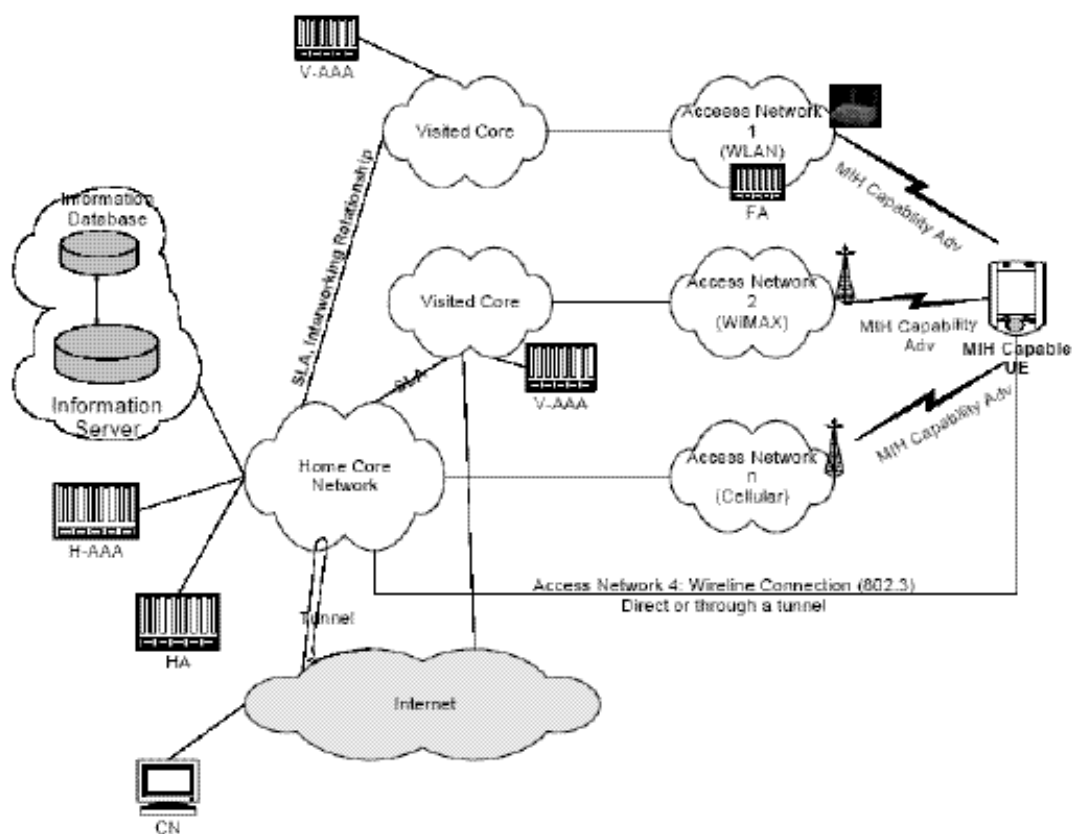 V-AAA
Visited Core
Acceess Network
1
(WLAN)
FA
MIH Capability Adv
SLA, Interworking Relationship
Information
Database
Information
Server
Visited Core
Access Network
2
(WIMAX)
MIH Capability
Adv
MIH Capable
UE
SLA
V-AAA
MIH Capability Adv
Home Core
Network
Access Network
n
(Cellular)
H-AAA
HA
Access Network 4: Wireline Connection (802.3)
Direct or through a tunnel
Tunnel
Internet
CN